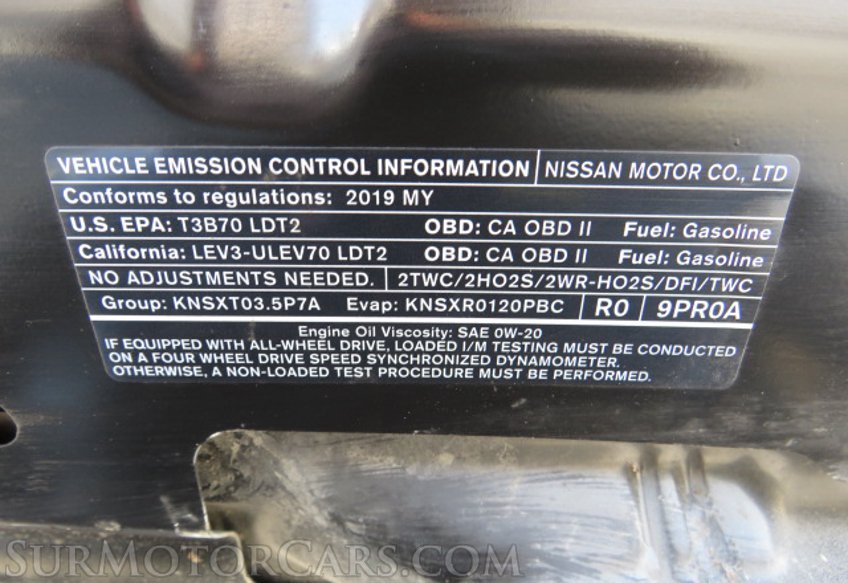 VEHICLE EMISSION CONTROL INFORMATION NISSAN MOTOR CO., LTD
Conforms to regulations: 2019 MY
U.S. EPA: T3B70 LDT2 OBD: CA OBD II Fuel: Gasoline
California: LEV3-ULEV70 LDT2 OBD: CA OBD II Fuel: Gasoline
NO ADJUSTMENTS NEEDED. 2TWC/2HO2S/2WR-HO2S/DFI/TWC
Group: KNSXT03.5P7A Evap: KNSXR0120PBC R0 9PR0A
Engine Oil Viscosity: SAE 0W-20
IF EQUIPPED WITH ALL-WHEEL DRIVE, LOADED I/M TESTING MUST BE CONDUCTED
ON A FOUR WHEEL DRIVE SPEED SYNCHRONIZED DYNAMOMETER.
OTHERWISE, A NON-LOADED TEST PROCEDURE MUST BE PERFORMED.
SURMOTORCARS.COM